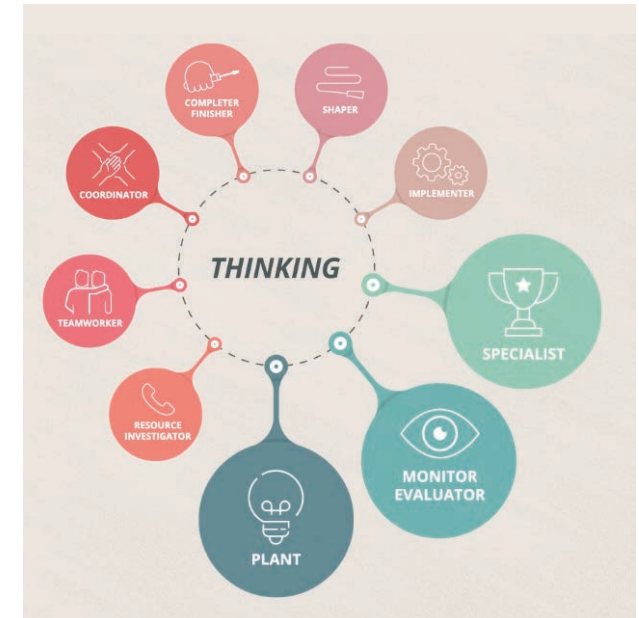 COMPLETER
FINISHER
SHAPER
COORDINATOR
IMPLEMENTER
THINKING
TEAMWORKER
SPECIALIST
RESOURCE
INVESTIGATOR
MONITOR
EVALUATOR
PLANT